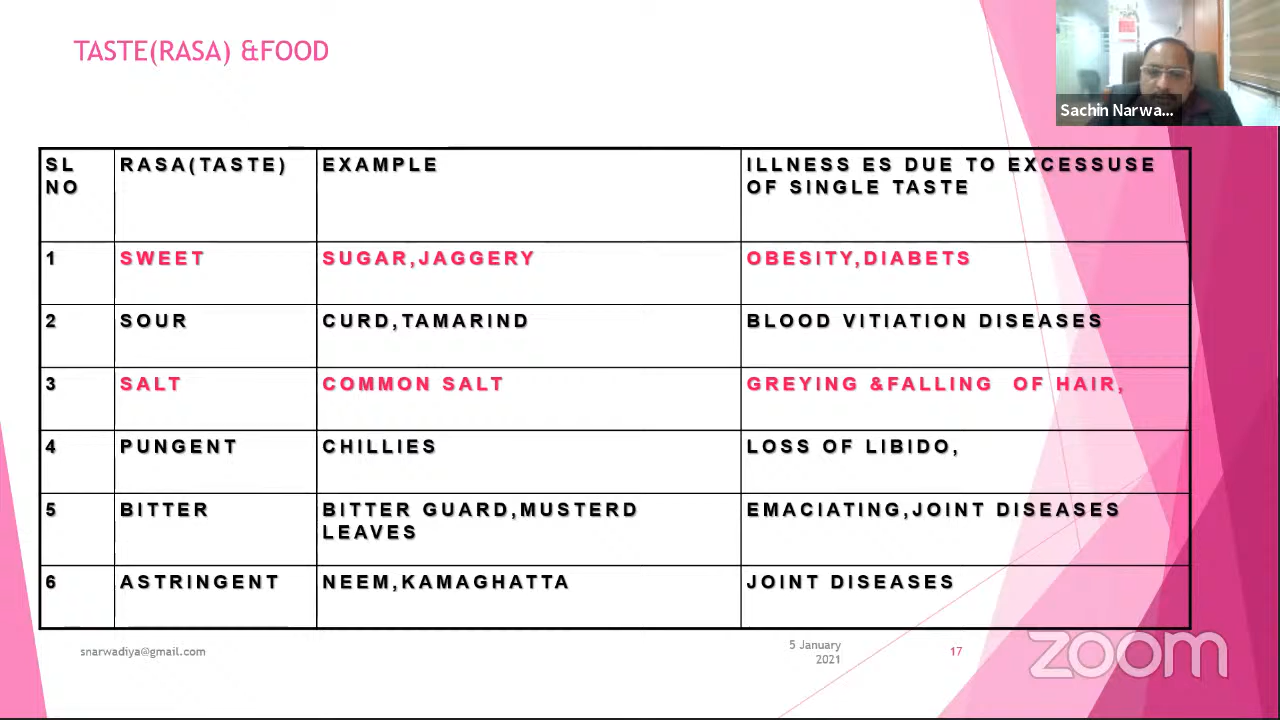 TASTE(RASA) &FOOD
Sachin Narwa...
SL NO RASA(TASTE) EXAMPLE ILLNESS ES DUE TO EXCESSUSE OF SINGLE TASTE
1 SWEET SUGAR,JAGGERY OBESITY,DIABETS
2 SOUR CURD,TAMARIND BLOOD VITIATION DISEASES
3 SALT COMMON SALT GREYING &FALLING OF HAIR,
4 PUNGENT CHILLIES LOSS OF LIBIDO,
5 BITTER BITTER GUARD,MUSTERD LEAVES EMACIATING,JOINT DISEASES
6 ASTRINGENT NEEM,KAMAGHATTA JOINT DISEASES
snarwadiya@gmail.com
5 January
2021
17
zoom